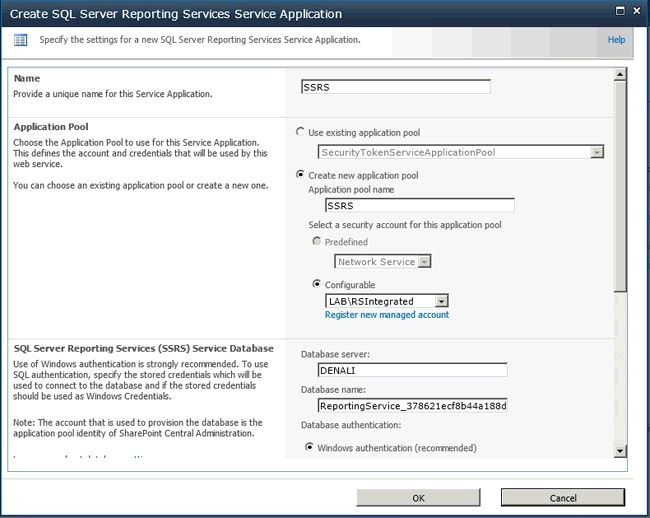 Create SQL Server Reporting Services Service Application
Specify the settings for a new SQL Server Reporting Services Service Application.
Help
Name
Provide a unique name for this Service Application.
SSRS
Application Pool
Choose the Application Pool to use for this Service Application.
This defines the account and credentials that will be used by this
web service.
You can choose an existing application pool or create a new one.
Use existing application pool
SecurityTokenServiceApplicationPool
Create new application pool
Application pool name
SSRS
Select a security account for this application pool
Predefined
Network Service
Configurable
LAB\RSIntegrated
Register new managed account
SQL Server Reporting Services (SSRS) Service Database
Use of Windows authentication is strongly recommended. To use
SQL authentication, specify the stored credentials which will be
used to connect to the database and if the stored credentials
should be used as Windows Credentials.
Note: The account that is used to provision the database is the
application pool identity of SharePoint Central Administration.
Database server:
DENALI
Database name:
ReportingService_378621ecf8b44a188d
Database authentication:
Windows authentication (recommended)
OK
Cancel